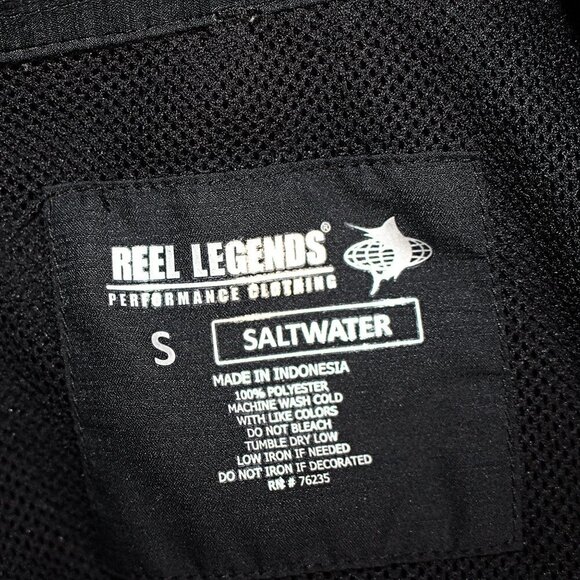 REEL LEGENDS®
PERFORMANCE CLOTHING
S
SALTWATER
MADE IN INDONESIA
100% POLYESTER
MACHINE WASH COLD
WITH LIKE COLORS
DO NOT BLEACH
TUMBLE DRY LOW
LOW IRON IF NEEDED
DO NOT IRON IF DECORATED
RN # 76235